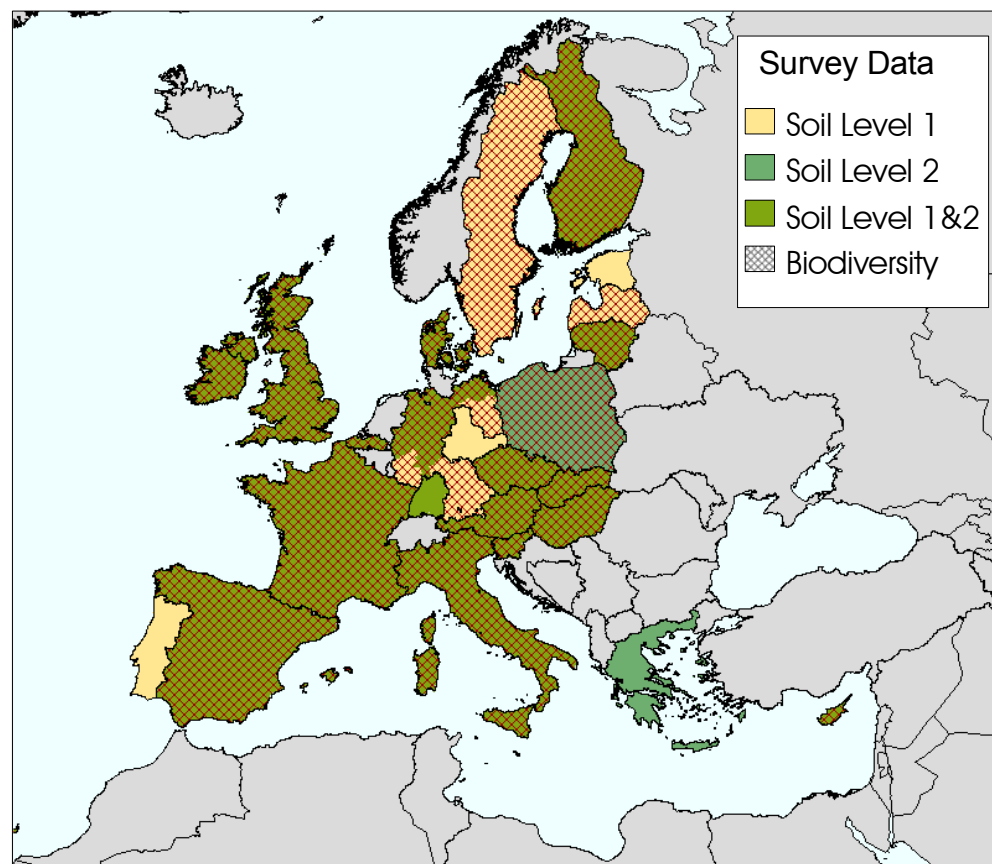 Survey Data
Soil Level 1
Soil Level 2
Soil Level 1&2
Biodiversity